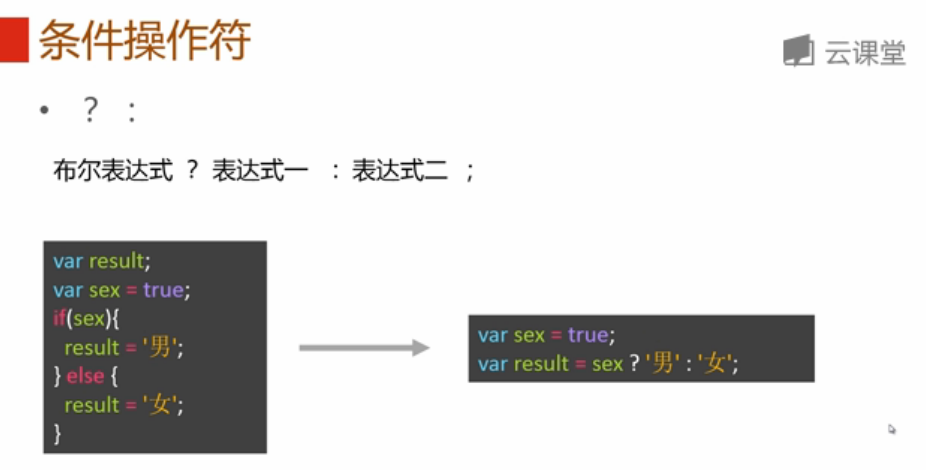 条件操作符
云课堂
• ? :
布尔表达式 ? 表达式一 : 表达式二 ;
var result;
var sex = true;
if(sex){
result = '男';
} else {
result = '女';
}
var sex = true;
var result = sex ? '男' : '女';